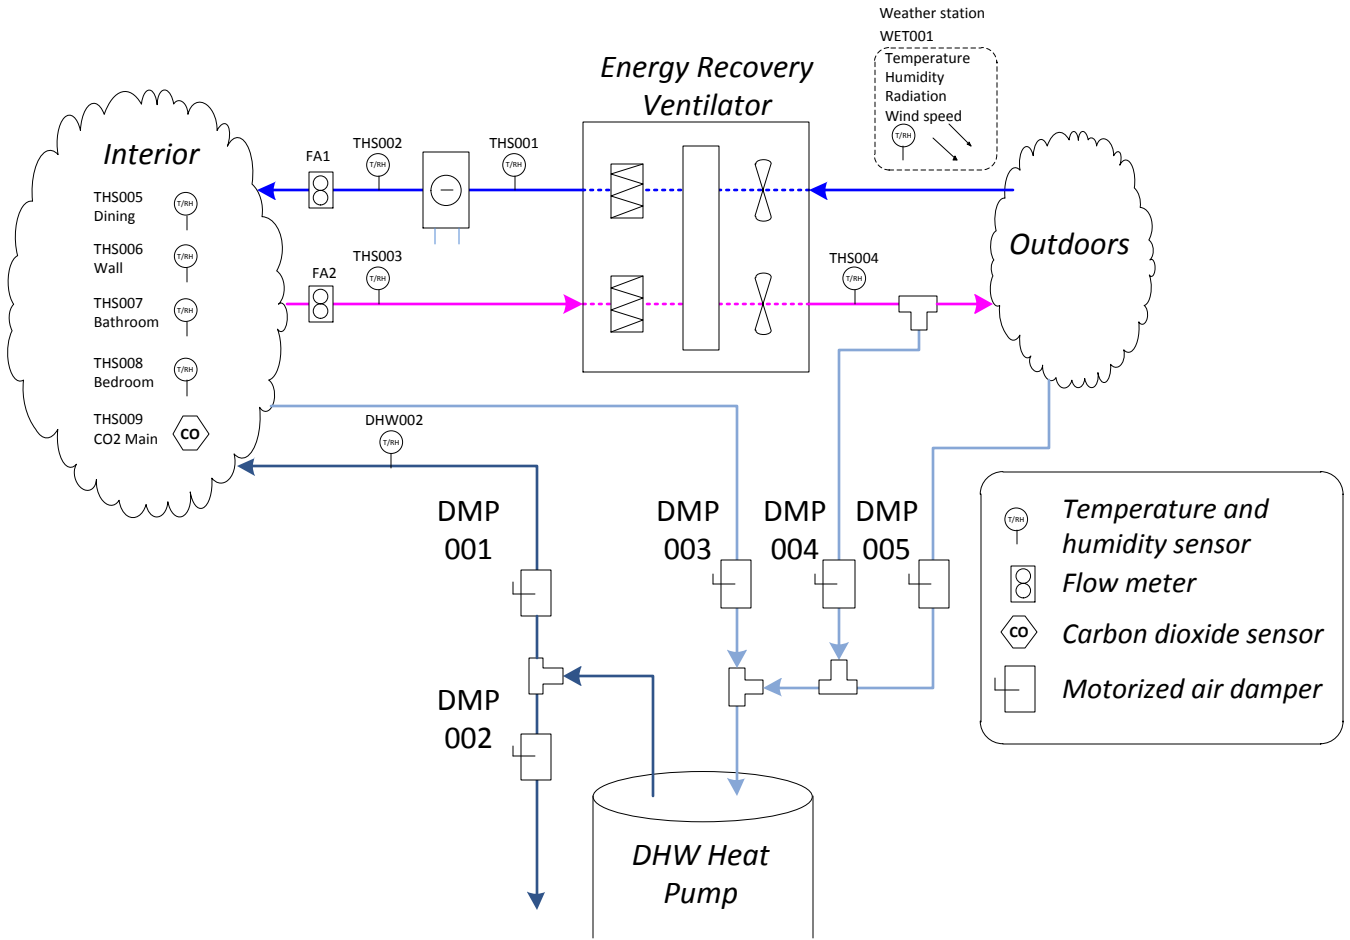 Weather station
WET001
Temperature
Humidity
Radiation
Wind speed
T/RH
Energy Recovery
Ventilator
Interior
THS005
Dining
T/RH
THS006
Wall
T/RH
THS007
Bathroom
T/RH
THS008
Bedroom
T/RH
THS009
CO2 Main
CO
FA1
THS002
T/RH
THS001
T/RH
FA2
THS003
T/RH
THS004
T/RH
Outdoors
DHW002
T/RH
DMP
001
DMP
002
DMP
003
DMP
004
DMP
005
DHW Heat
Pump
T/RH
Temperature and
humidity sensor
Flow meter
CO
Carbon dioxide sensor
Motorized air damper